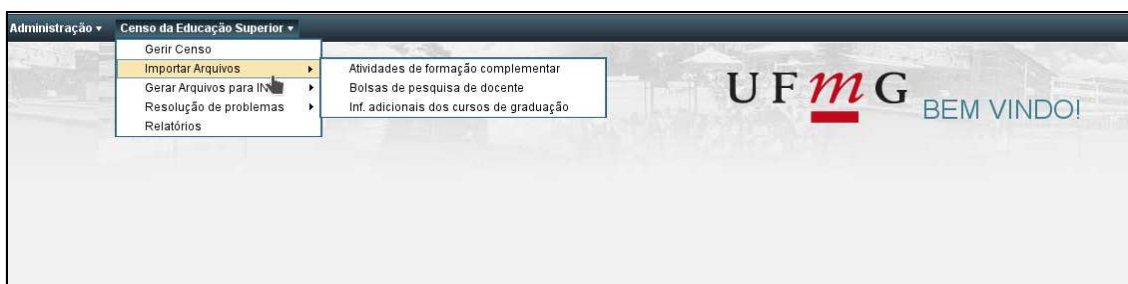 Administração Censo da Educação Superior
Gerir Censo
Importar Arquivos
Gerar Arquivos para
Resolução de problemas
Relatórios
Atividades de formação complementar
Bolsas de pesquisa de docente
Inf. adicionais dos cursos de graduação
UFmG
BEM VINDO!